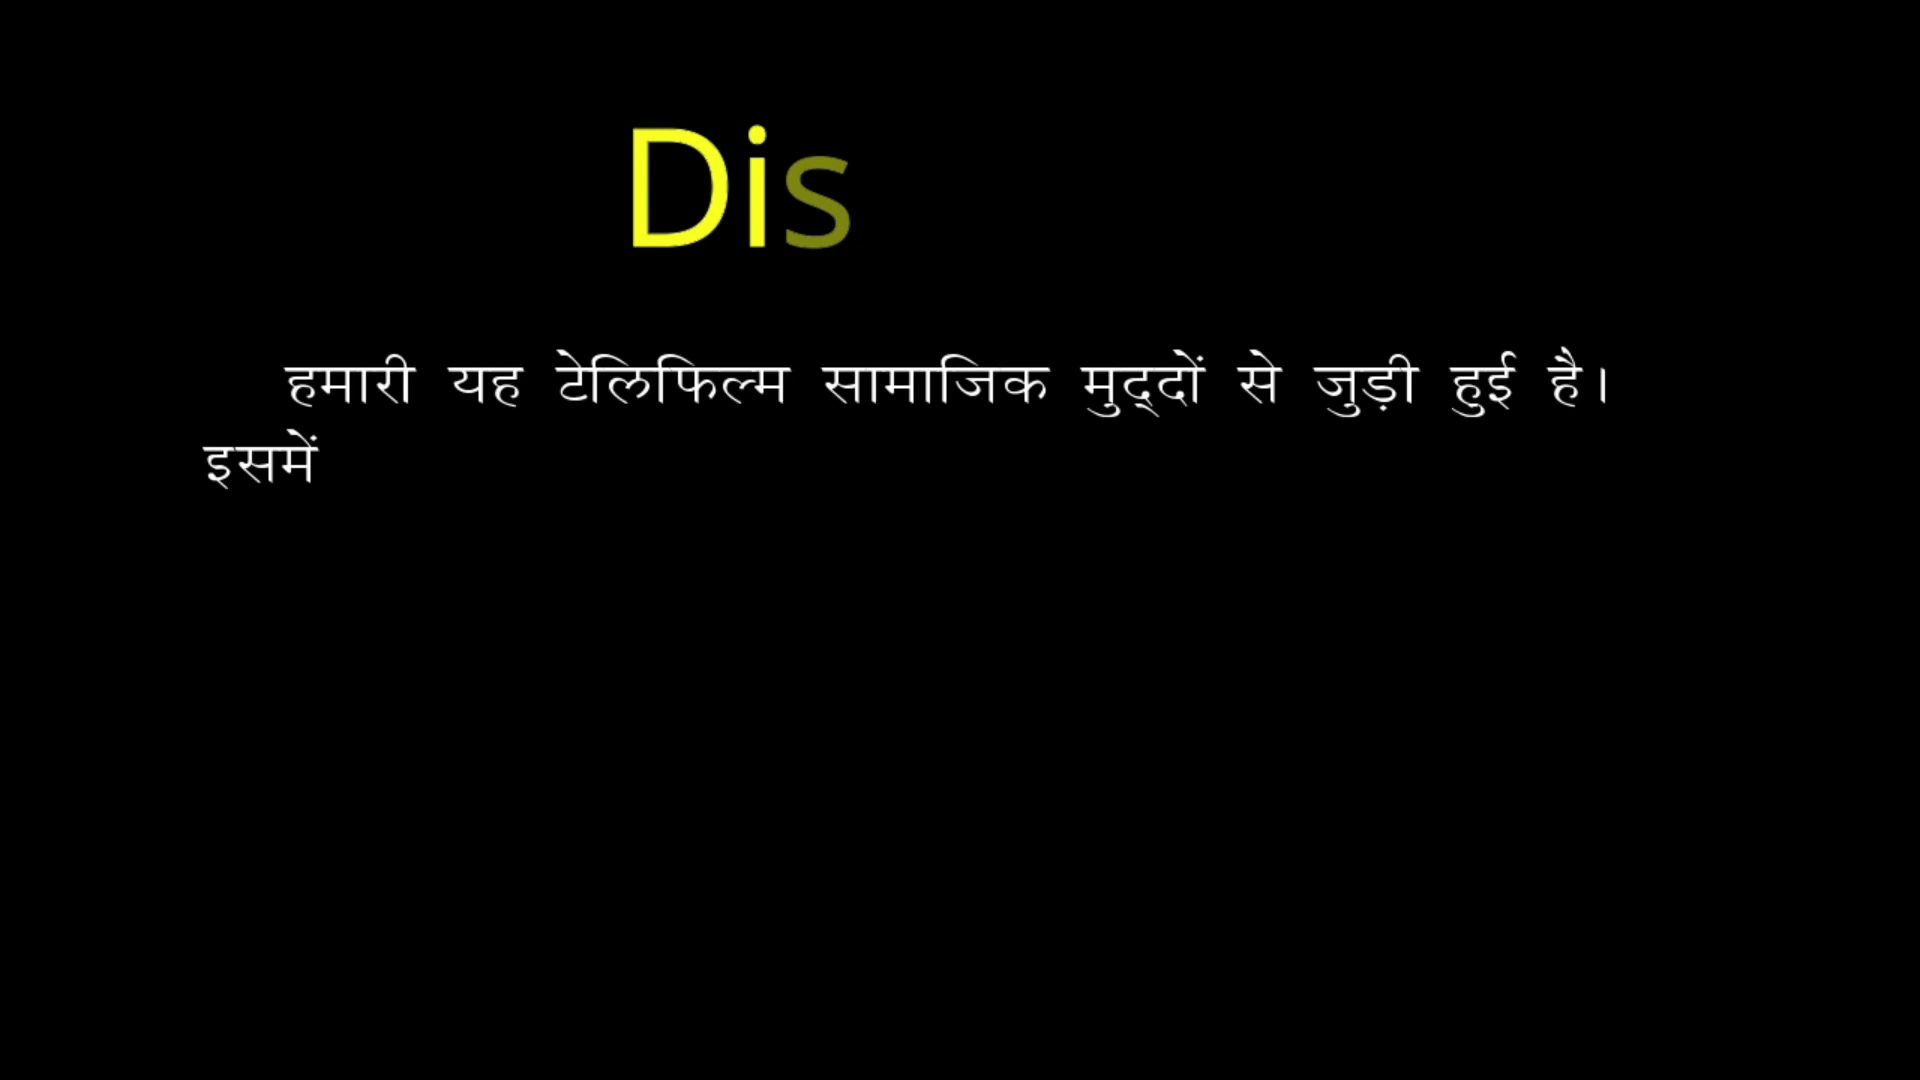 Dis
हमारी यह टेलिफिल्म सामाजिक मुद्दों से जुड़ी हुई है।
इसमें